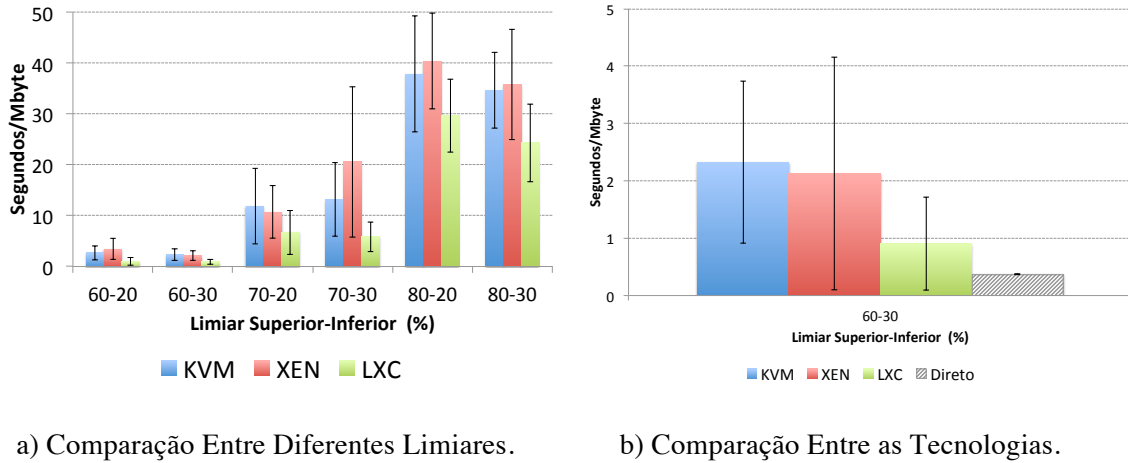 50
40
30
20
10
0
Segundos/Mbyte
60-20 60-30 70-20 70-30 80-20 80-30
Limiar Superior-Inferior (%)
KVM XEN LXC
a) Comparação Entre Diferentes Limiares.
5
4
3
2
1
0
Segundos/Mbyte
60-30
Limiar Superior-Inferior (%)
KVM XEN LXC Direto
b) Comparação Entre as Tecnologias.